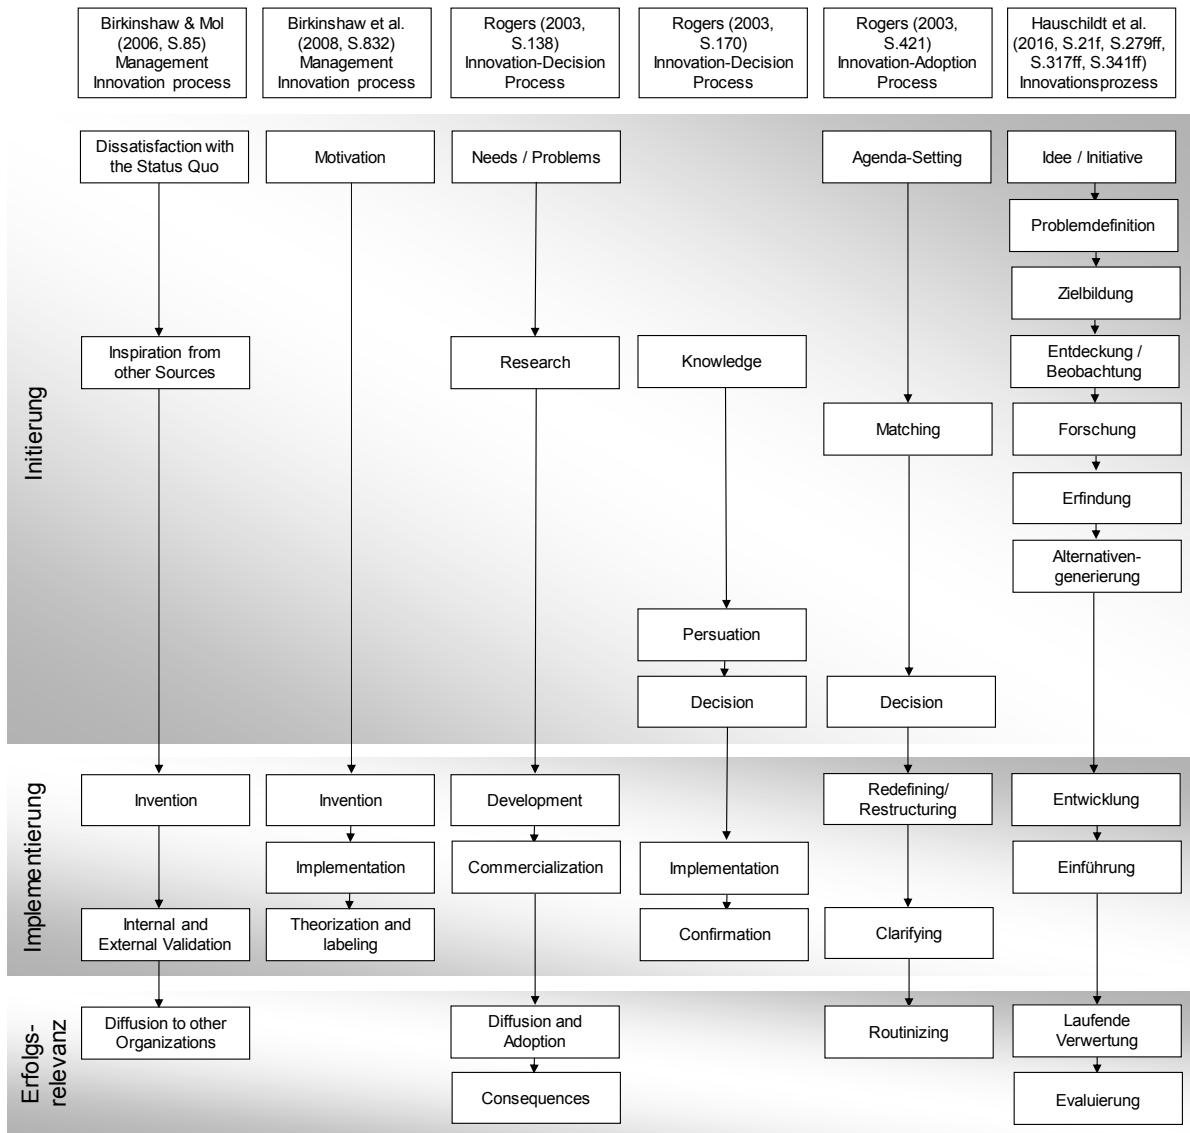 Birkinshaw & Mol
(2006, S.85)
Management
Innovation process
Birkinshaw et al.
(2008, S.832)
Management
Innovation process
Rogers (2003,
S.138)
Innovation-Decision
Process
Rogers (2003,
S.170)
Innovation-Decision
Process
Rogers (2003,
S.421)
Innovation-Adoption
Process
Hauschildt et al.
(2016, S.21f, S.279ff,
S.317ff, S.341ff)
Innovationsprozess
Initiierung
Dissatisfaction with
the Status Quo
Motivation
Needs / Problems
Agenda-Setting
Idee / Initiative
Problemdefinition
Zielbildung
Inspiration from
other Sources
Research
Knowledge
Entdeckung /
Beobachtung
Matching
Forschung
Erfindung
Alternativen-
generierung
Persuation
Decision
Decision
Implementierung
Invention
Invention
Development
Redefining/
Restructuring
Entwicklung
Implementation
Commercialization
Implementation
Einführung
Internal and
External Validation
Theorization and
labeling
Confirmation
Clarifying
Erfolgs-
relevanz
Diffusion to other
Organizations
Diffusion and
Adoption
Routinizing
Laufende
Verwertung
Consequences
Evaluierung